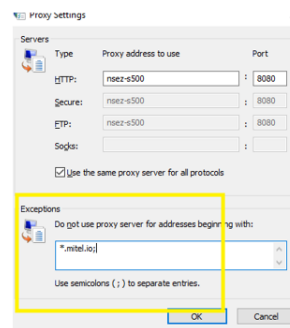 Proxy Settings
Servers
Type Proxy address to use Port
HTTP: nsez-s500 : 8080
Secure: nsez-s500 : 8080
FTP: nsez-s500 : 8080
Socks: :
Use the same proxy server for all protocols
Exceptions
Do not use proxy server for addresses beginning with:
*.mitel.io;
Use semicolons ( ; ) to separate entries.
OK Cancel